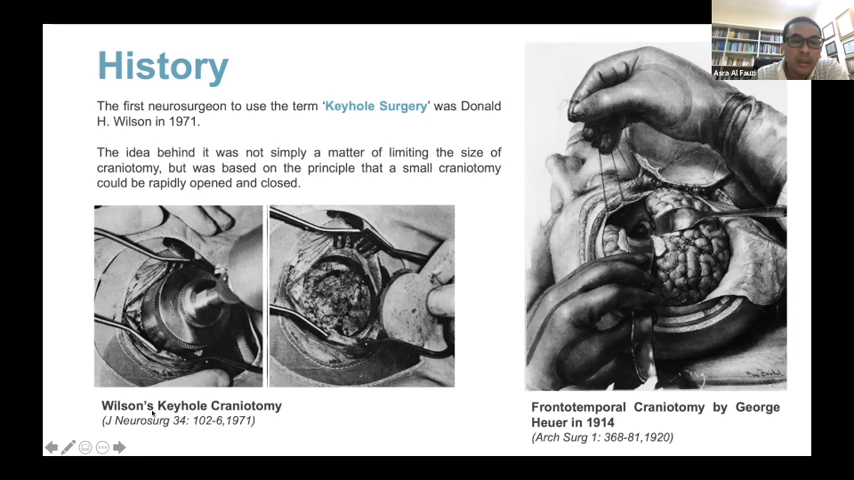 History
The first neurosurgeon to use the term ‘Keyhole Surgery’ was Donald
H. Wilson in 1971.
The idea behind it was not simply a matter of limiting the size of
craniotomy, but was based on the principle that a small craniotomy
could be rapidly opened and closed.
Wilson’s Keyhole Craniotomy
(J Neurosurg 34: 102-6,1971)
Asra Al Fauzi
Frontotemporal Craniotomy by George
Heuer in 1914
(Arch Surg 1: 368-81,1920)